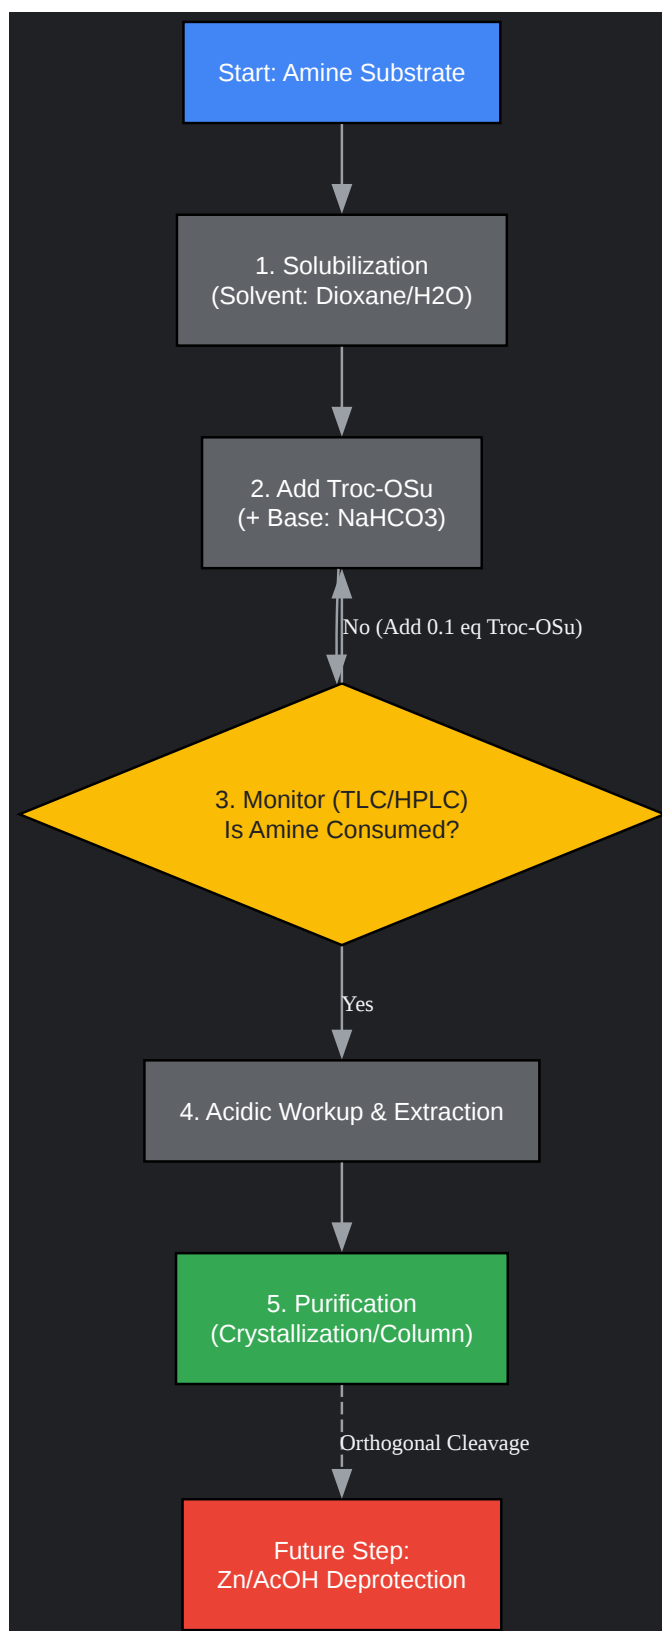 Start: Amine Substrate
1. Solubilization
(Solvent: Dioxane/H2O)
2. Add Troc-OSu
(+ Base: NaHCO3)
No (Add 0.1 eq Troc-OSu)
3. Monitor (TLC/HPLC)
Is Amine Consumed?
Yes
4. Acidic Workup & Extraction
5. Purification
(Crystallization/Column)
Orthogonal Cleavage
Future Step:
Zn/AcOH Deprotection